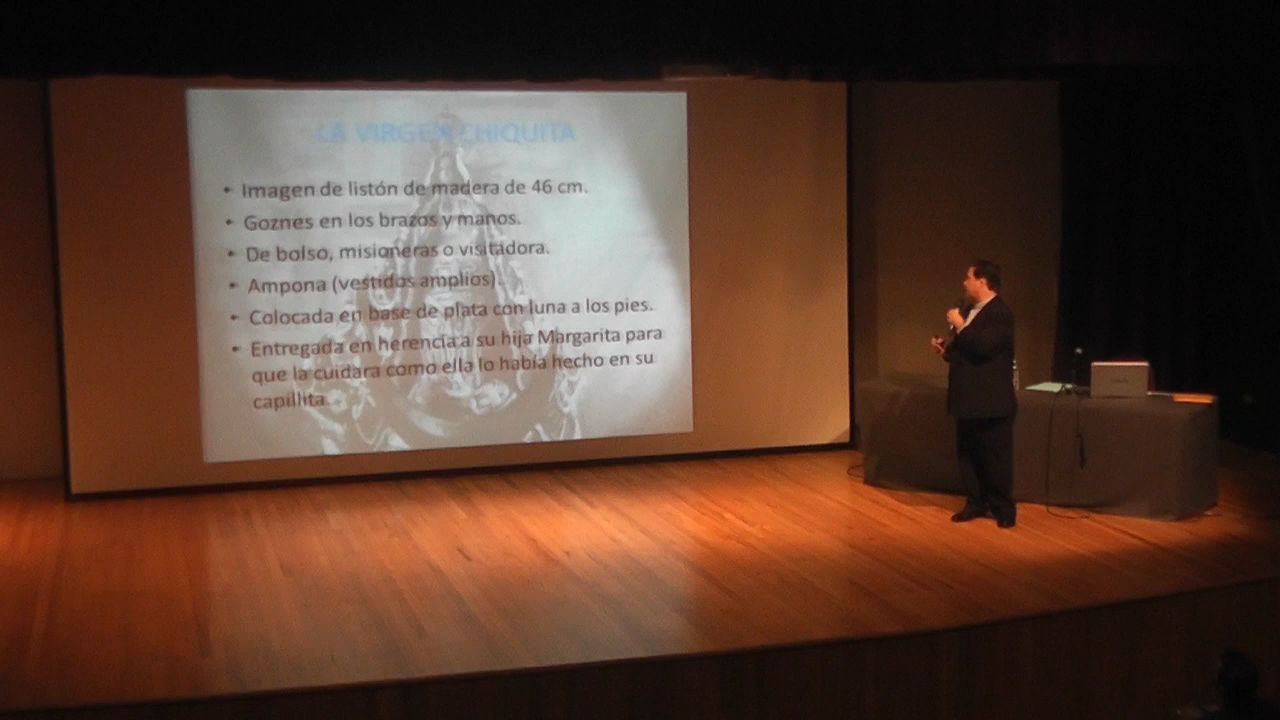 LA VIRGEN CHIQUITA
• Imagen de listón de madera de 46 cm.
• Goznes en los brazos y manos.
• De bolso, misioneras o visitadora.
• Ampona (vestidos amplios).
• Colocada en base de plata con luna a los pies.
• Entregada en herencia a su hija Margarita para
que la cuidara como ella lo había hecho en su
capillita.